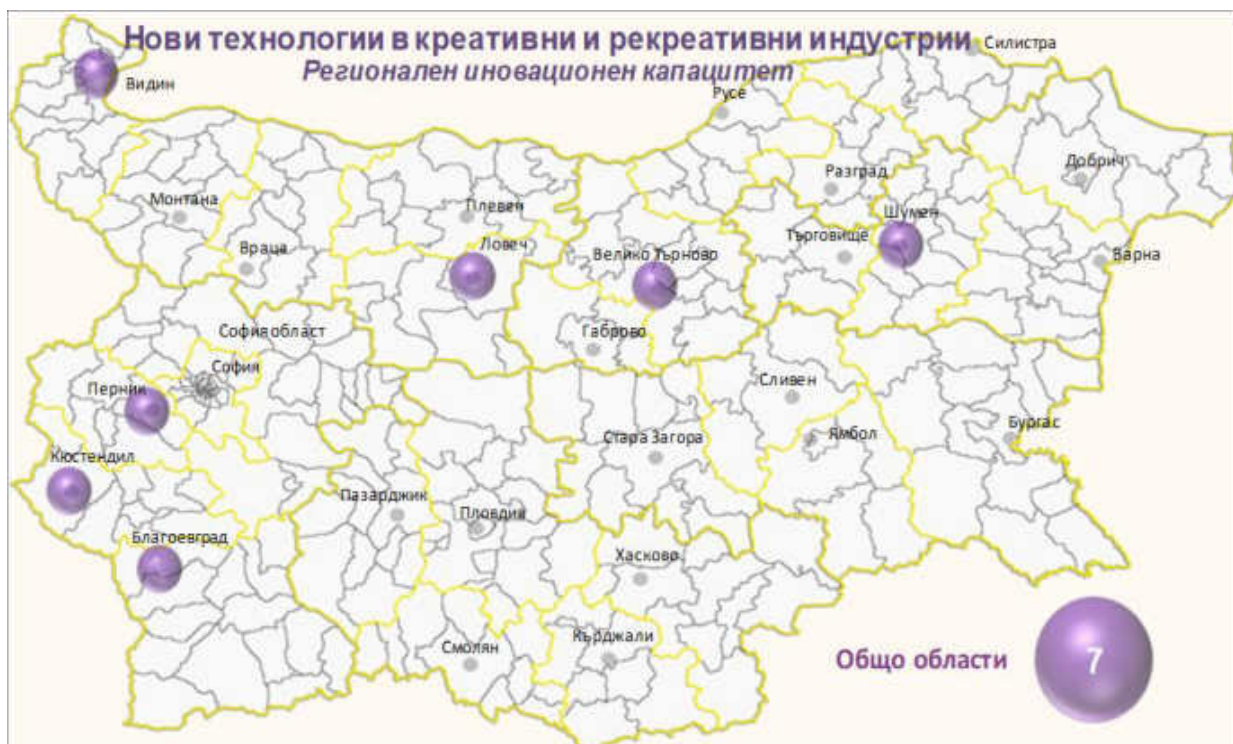 Нови технологии в креативни и рекреативни индустрии
Регионален иновационен капацитет
Силистра
Видин
Русе
Добрич
Разград
Монтана
Плевен
Шумен
Търговище
Ловеч
Велико Търново
Враца
Варна
София област
Габрово
София
Перник
Сливен
Бургас
Стара Загора
Ямбол
Кюстендил
Пазарджик
Пловдив
Благоевград
Хасково
Кърджали
Смолян
Общо области
7